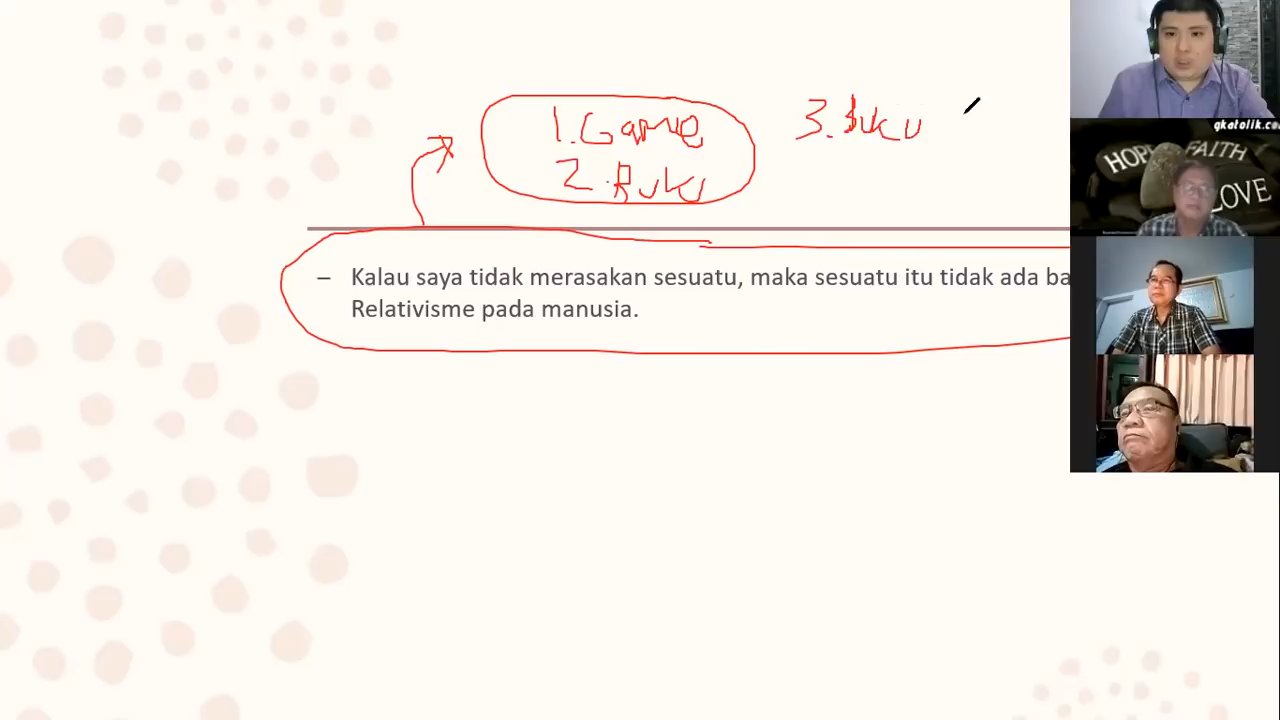 1. Game
2. Buku
3. Buku
– Kalau saya tidak merasakan sesuatu, maka sesuatu itu tidak ada ba
Relativisme pada manusia.
gkatolik.co
HOPE FAITH
LOVE